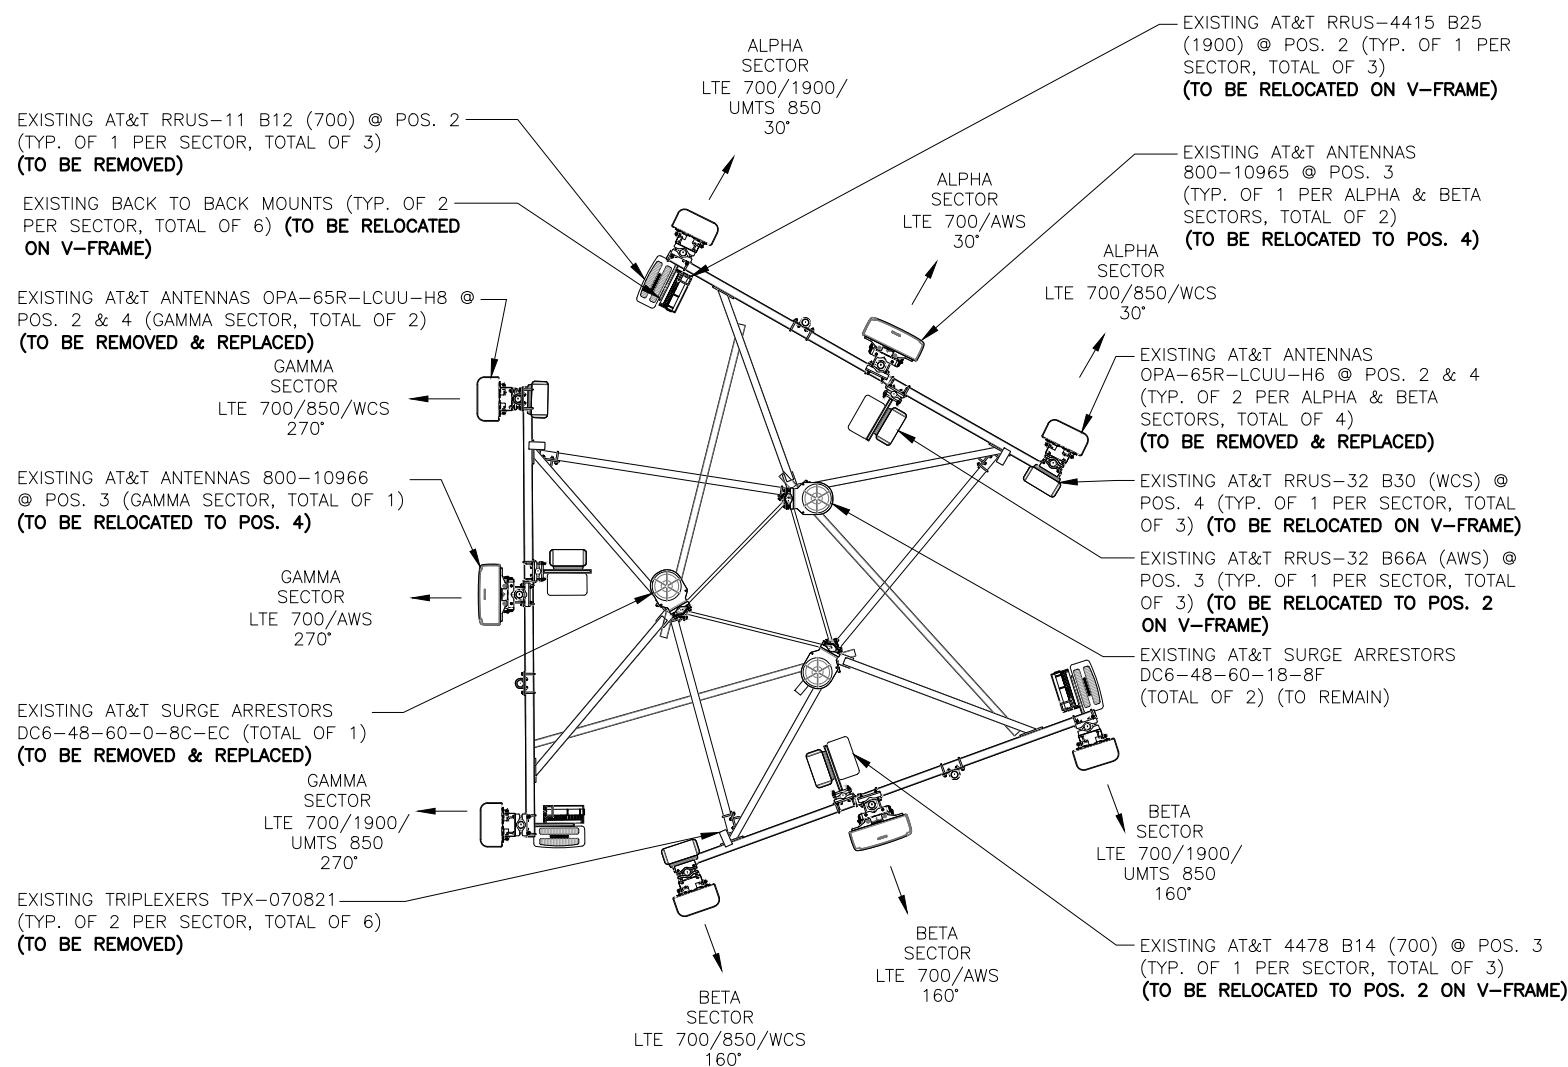 EXISTING AT&T RRUS-11 B12 (700) @ POS. 2
(TYP. OF 1 PER SECTOR, TOTAL OF 3)
(TO BE REMOVED)
EXISTING BACK TO BACK MOUNTS (TYP. OF 2
PER SECTOR, TOTAL OF 6) (TO BE RELOCATED
ON V-FRAME)
EXISTING AT&T ANTENNAS OPA-65R-LCUU-H8 @
POS. 2 & 4 (GAMMA SECTOR, TOTAL OF 2)
(TO BE REMOVED & REPLACED)
GAMMA
SECTOR
LTE 700/850/WCS
270°
EXISTING AT&T ANTENNAS 800-10966
@ POS. 3 (GAMMA SECTOR, TOTAL OF 1)
(TO BE RELOCATED TO POS. 4)
GAMMA
SECTOR
LTE 700/AWS
270°
EXISTING AT&T SURGE ARRESTORS
DC6-48-60-0-8C-EC (TOTAL OF 1)
(TO BE REMOVED & REPLACED)
GAMMA
SECTOR
LTE 700/1900/
UMTS 850
270°
EXISTING TRIPLEXERS TPX-070821
(TYP. OF 2 PER SECTOR, TOTAL OF 6)
(TO BE REMOVED)
ALPHA
SECTOR
LTE 700/1900/
UMTS 850
30°
ALPHA
SECTOR
LTE 700/AWS
30°
ALPHA
SECTOR
LTE 700/850/WCS
30°
EXISTING AT&T RRUS-4415 B25
(1900) @ POS. 2 (TYP. OF 1 PER
SECTOR, TOTAL OF 3)
(TO BE RELOCATED ON V-FRAME)
EXISTING AT&T ANTENNAS
800-10965 @ POS. 3
(TYP. OF 1 PER ALPHA & BETA
SECTORS, TOTAL OF 2)
(TO BE RELOCATED TO POS. 4)
EXISTING AT&T ANTENNAS
OPA-65R-LCUU-H6 @ POS. 2 & 4
(TYP. OF 2 PER ALPHA & BETA
SECTORS, TOTAL OF 4)
(TO BE REMOVED & REPLACED)
EXISTING AT&T RRUS-32 B30 (WCS) @
POS. 4 (TYP. OF 1 PER SECTOR, TOTAL
OF 3) (TO BE RELOCATED ON V-FRAME)
EXISTING AT&T RRUS-32 B66A (AWS) @
POS. 3 (TYP. OF 1 PER SECTOR, TOTAL
OF 3) (TO BE RELOCATED TO POS. 2
ON V-FRAME)
EXISTING AT&T SURGE ARRESTORS
DC6-48-60-18-8F
(TOTAL OF 2) (TO REMAIN)
BETA
SECTOR
LTE 700/1900/
UMTS 850
160°
BETA
SECTOR
LTE 700/AWS
160°
BETA
SECTOR
LTE 700/850/WCS
160°
EXISTING AT&T 4478 B14 (700) @ POS. 3
(TYP. OF 1 PER SECTOR, TOTAL OF 3)
(TO BE RELOCATED TO POS. 2 ON V-FRAME)